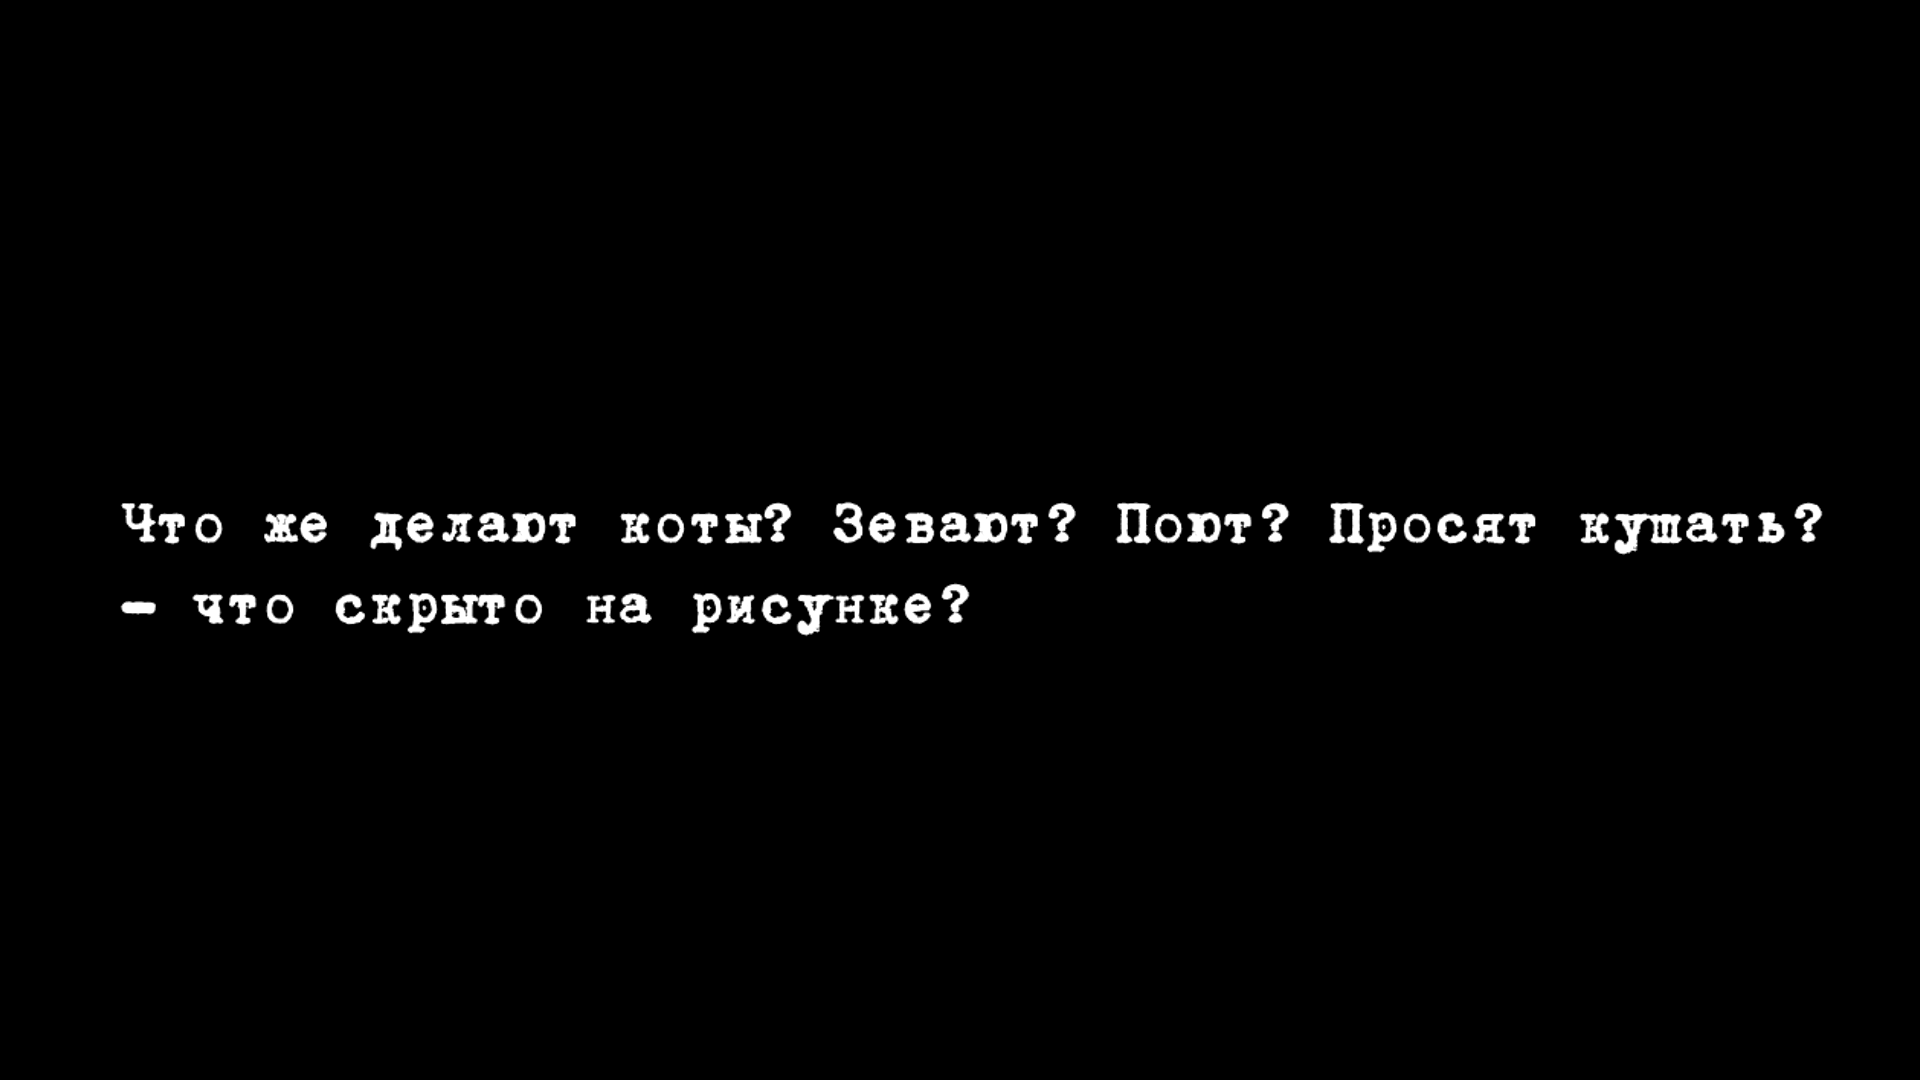 Что же делают коты? Зевают? Поют? Просят кушать?
– что скрыто на рисунке?